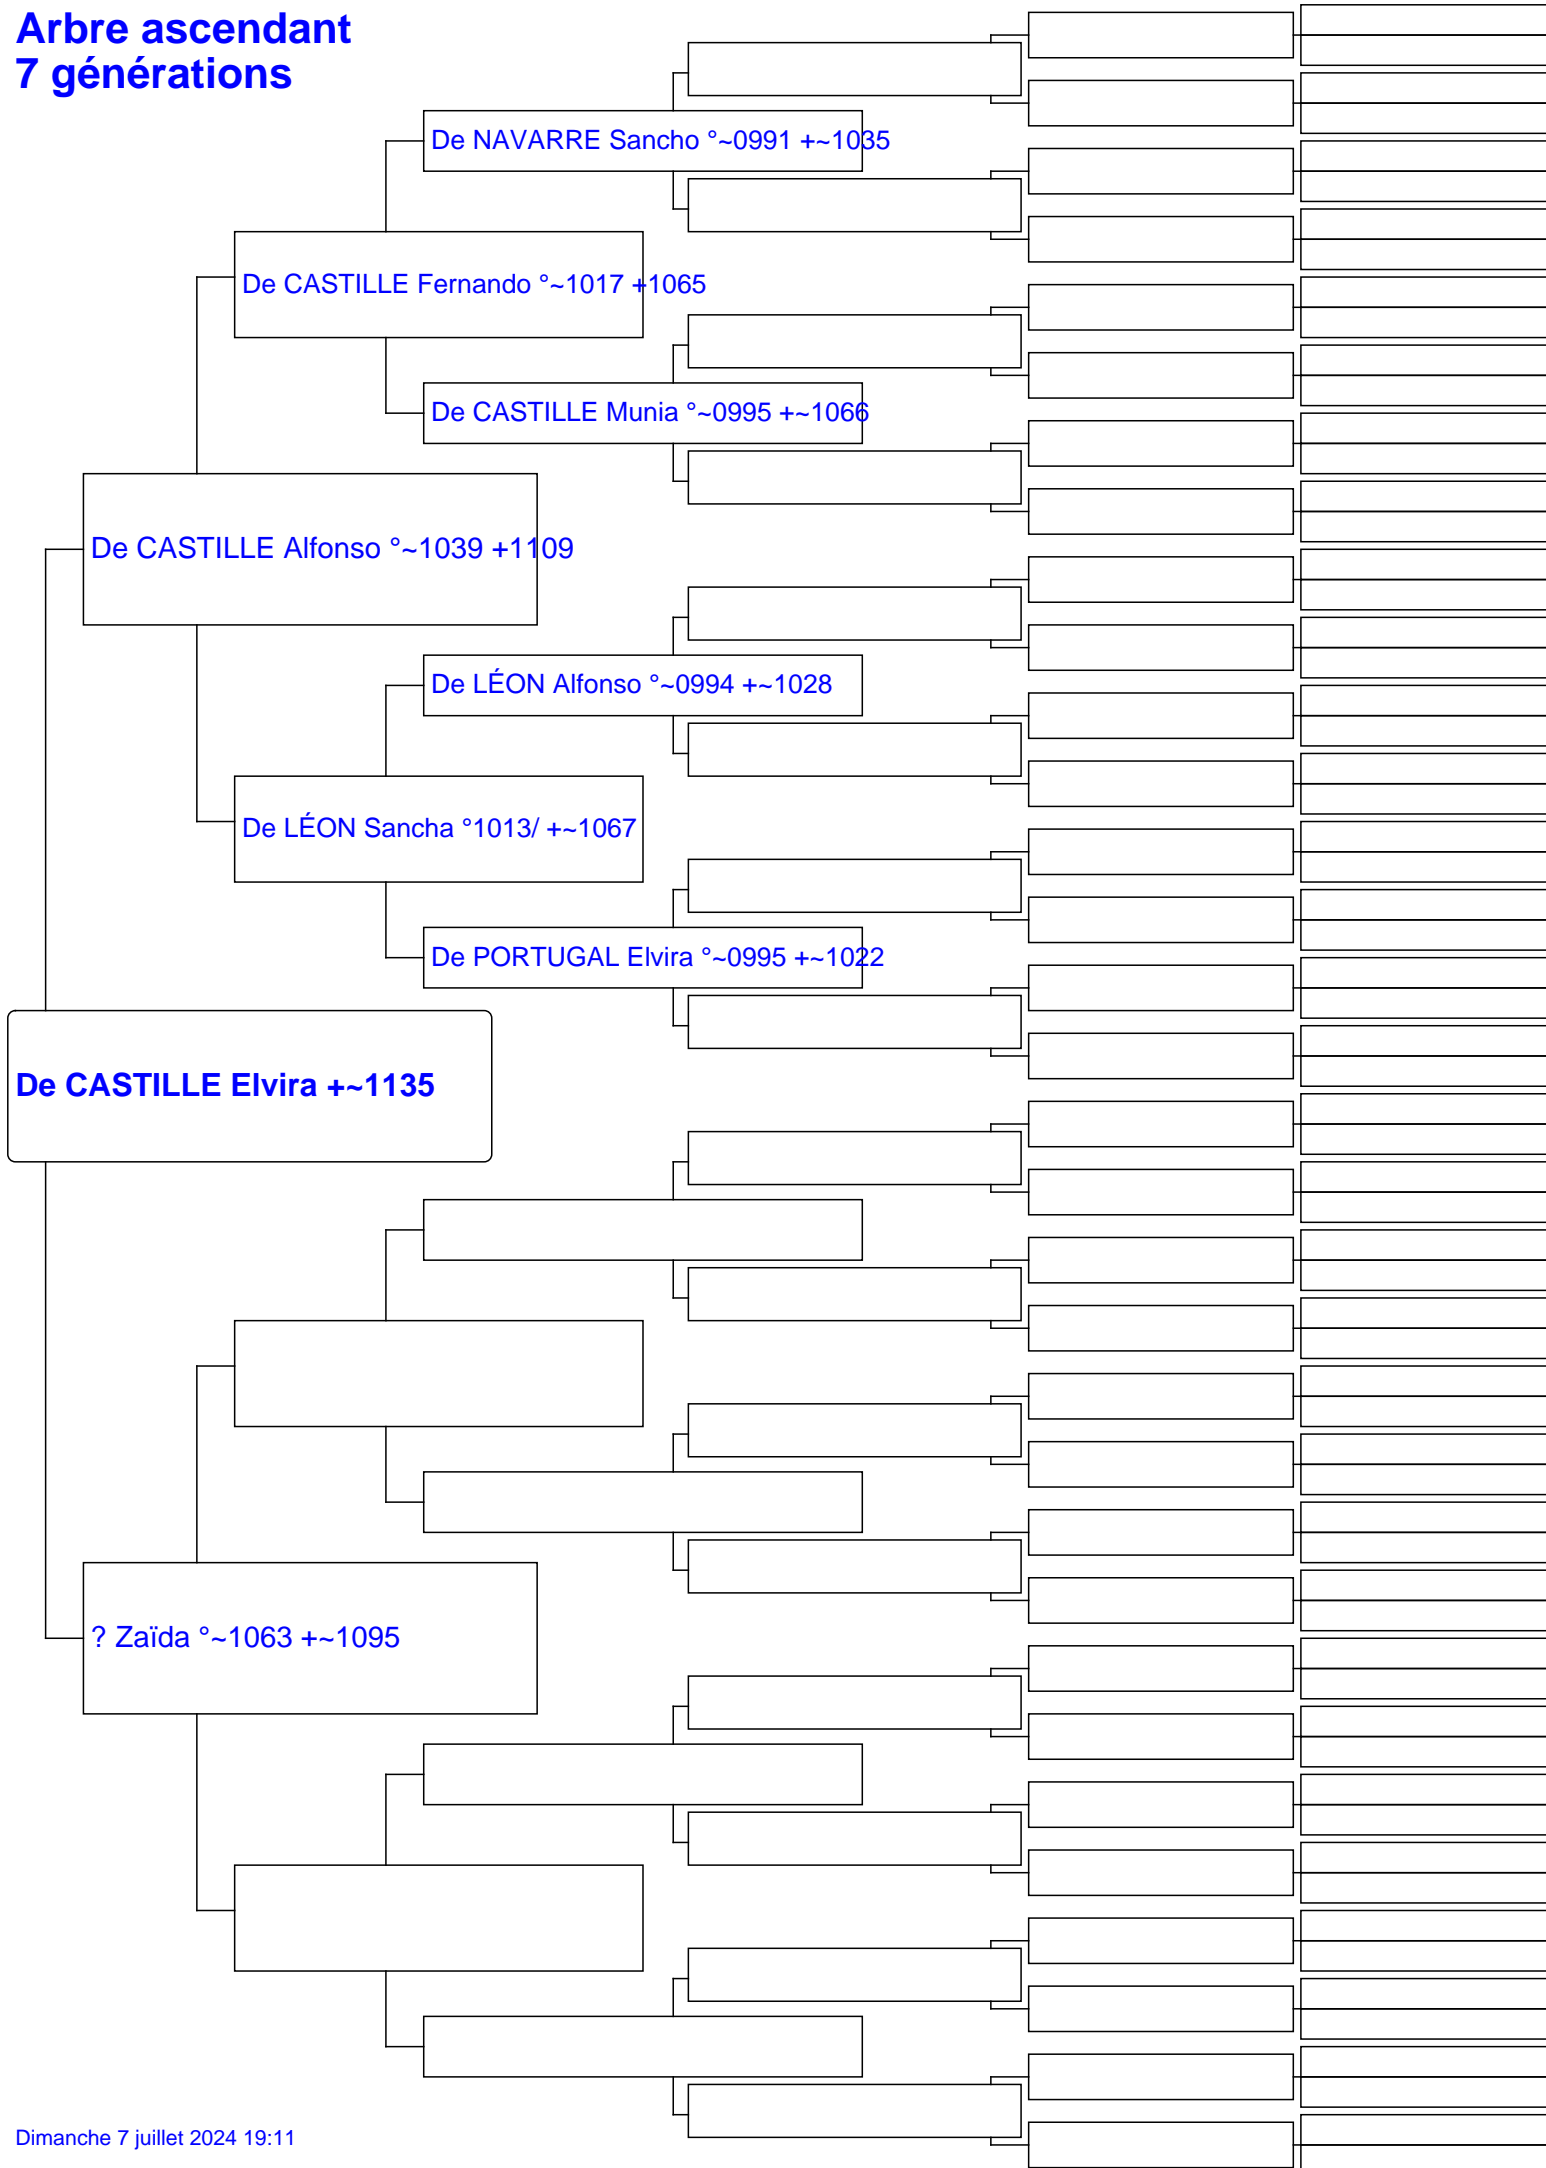 Arbre ascendant
7 générations
De NAVARRE Sancho °~0991 +~1035
De CASTILLE Fernando °~1017 +1065
De CASTILLE Munia °~0995 +~1066
De CASTILLE Alfonso °~1039 +1109
De LÉON Alfonso °~0994 +~1028
De LÉON Sancha °1013/ +~1067
De PORTUGAL Elvira °~0995 +~1022
De CASTILLE Elvira +~1135
? Zaïda °~1063 +~1095
Dimanche 7 juillet 2024 19:11